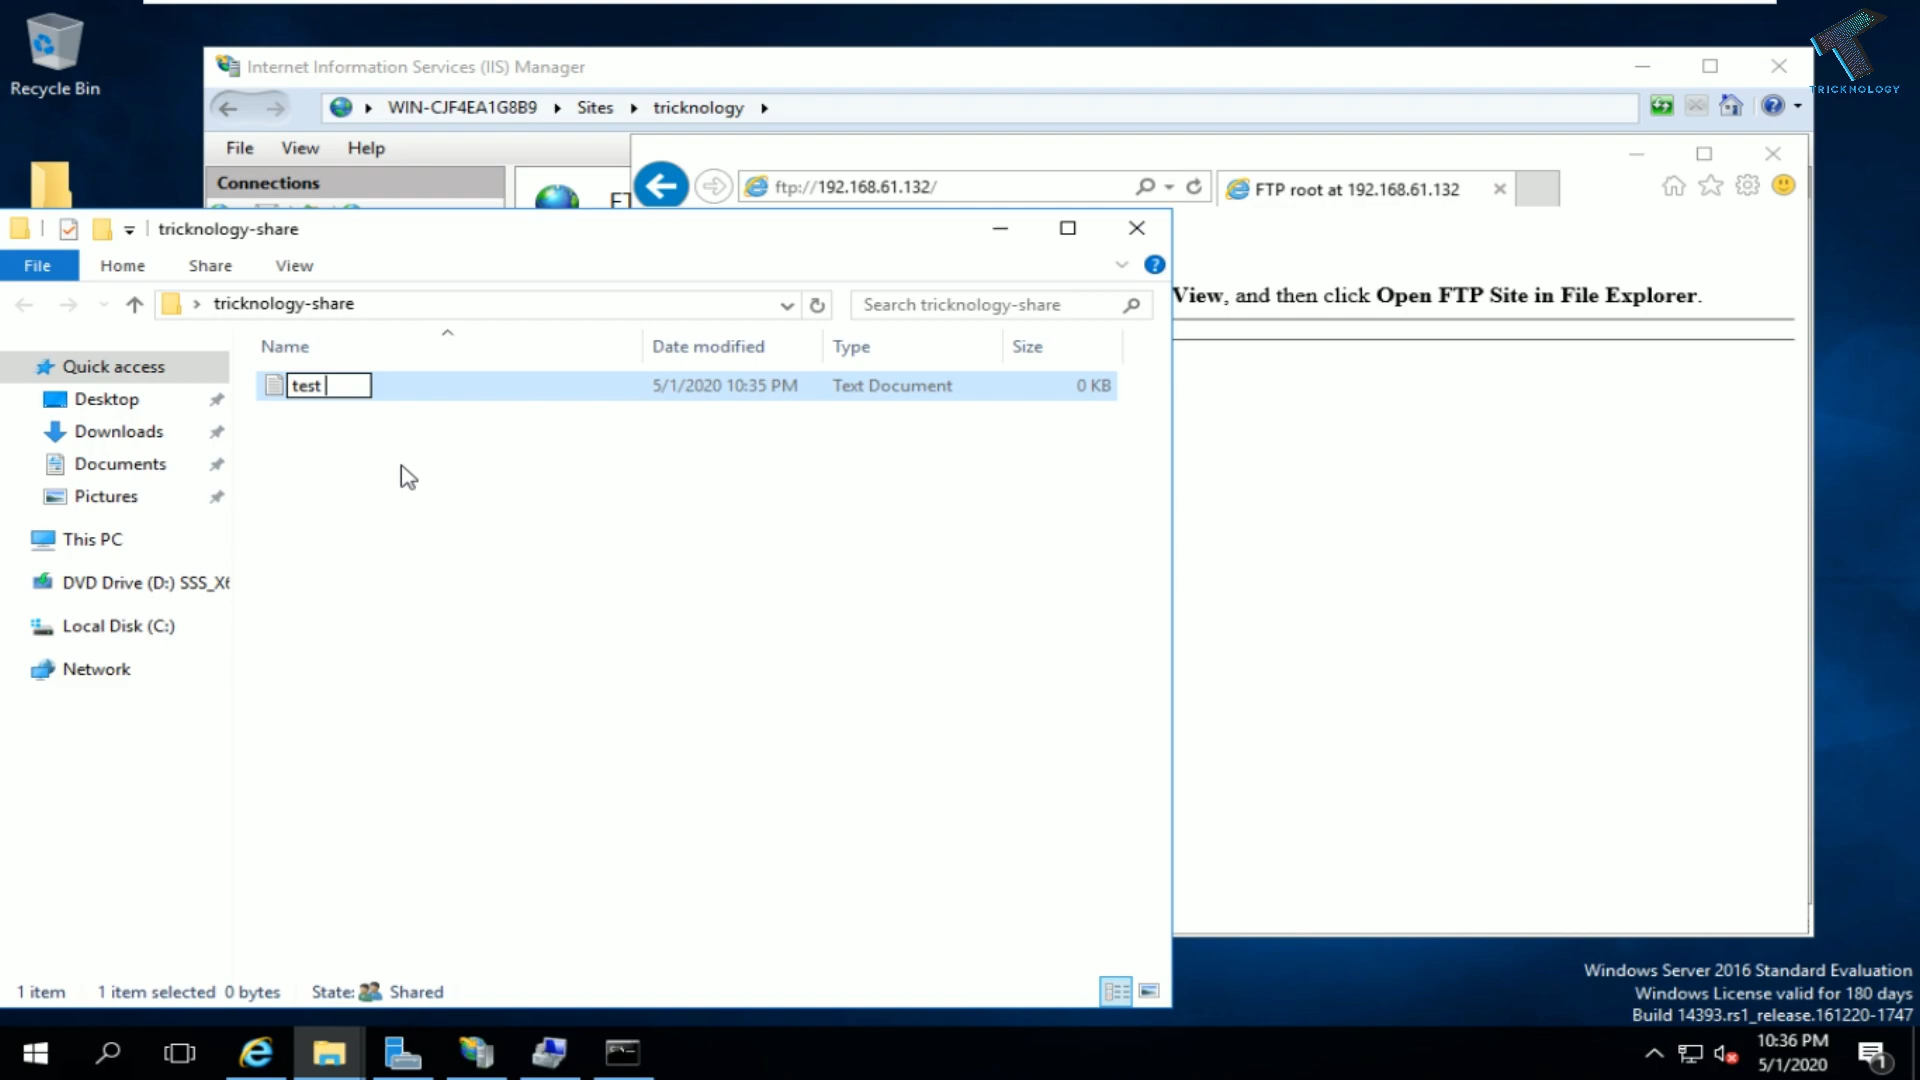 Recycle Bin
TRICKNOLOGY
Internet Information Services (IIS) Manager
WIN-CJF4EA1G8B9 Sites tricknology
File View Help
Connections
ftp://192.168.61.132/
FTP root at 192.168.61.132
View, and then click Open FTP Site in File Explorer.
tricknology-share
File Home Share View
tricknology-share
Search tricknology-share
Name Date modified Type Size
test 5/1/2020 10:35 PM Text Document 0 KB
Quick access
Desktop
Downloads
Documents
Pictures
This PC
DVD Drive (D:) SSS_X6
Local Disk (C:)
Network
1 item 1 item selected 0 bytes State: Shared
Windows Server 2016 Standard Evaluation
Windows License valid for 180 days
Build 14393.rs1_release.161220-1747
10:36 PM
5/1/2020
1